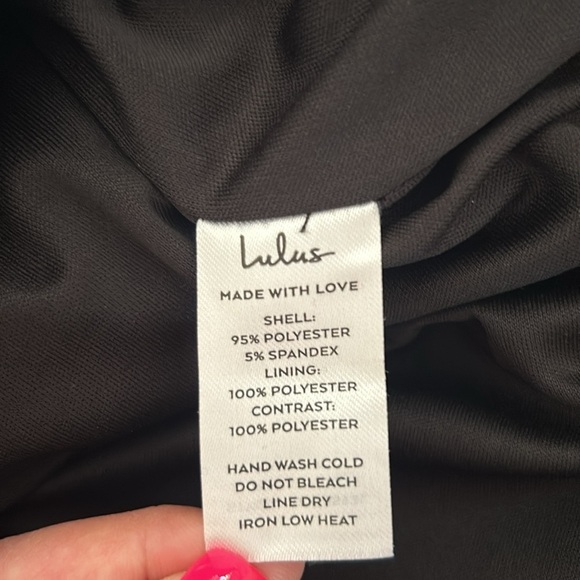 Lulus
MADE WITH LOVE
SHELL:
95% POLYESTER
5% SPANDEX
LINING:
100% POLYESTER
CONTRAST:
100% POLYESTER
HAND WASH COLD
DO NOT BLEACH
LINE DRY
IRON LOW HEAT